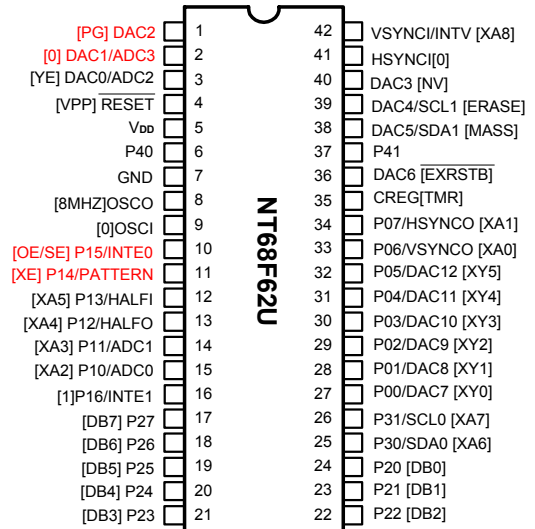 [PG] DAC2 1 42 VSYNCI/INTV [XA8]
[0] DAC1/ADC3 2 41 HSYNCI[0]
[YE] DAC0/ADC2 3 40 DAC3 [NV]
[VPP] RESET 4 39 DAC4/SCL1 [ERASE]
VDD 5 38 DAC5/SDA1 [MASS]
P40 6 37 P41
GND 7 36 DAC6 [EXRSTB]
[8MHZ]OSCO 8 35 CREG[TMR]
[0]OSCI 9 34 P07/HSYNCO [XA1]
[OE/SE] P15/INTE0 10 33 P06/VSYNCO [XA0]
[XE] P14/PATTERN 11 32 P05/DAC12 [XY5]
[XA5] P13/HALFI 12 31 P04/DAC11 [XY4]
[XA4] P12/HALFO 13 30 P03/DAC10 [XY3]
[XA3] P11/ADC1 14 29 P02/DAC9 [XY2]
[XA2] P10/ADC0 15 28 P01/DAC8 [XY1]
[1]P16/INTE1 16 27 P00/DAC7 [XY0]
[DB7] P27 17 26 P31/SCL0 [XA7]
[DB6] P26 18 25 P30/SDA0 [XA6]
[DB5] P25 19 24 P20 [DB0]
[DB4] P24 20 23 P21 [DB1]
[DB3] P23 21 22 P22 [DB2]
NT68F62U